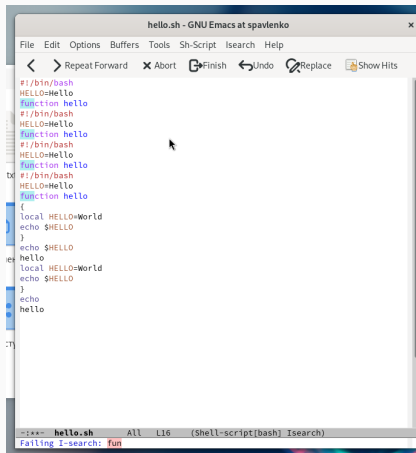 hello.sh - GNU Emacs at spavlenko
File Edit Options Buffers Tools Sh-Script Isearch Help
Repeat Forward Abort Finish Undo Replace Show Hits
#!/bin/bash
HELLO=Hello
function hello
#!/bin/bash
HELLO=Hello
function hello
#!/bin/bash
HELLO=Hello
function hello
#!/bin/bash
HELLO=Hello
function hello
{
local HELLO=World
echo $HELLO
}
echo $HELLO
hello
local HELLO=World
echo $HELLO
}
echo
hello
-:**- hello.sh All L16 (Shell-script[bash] Isearch)
Failing I-search: fun